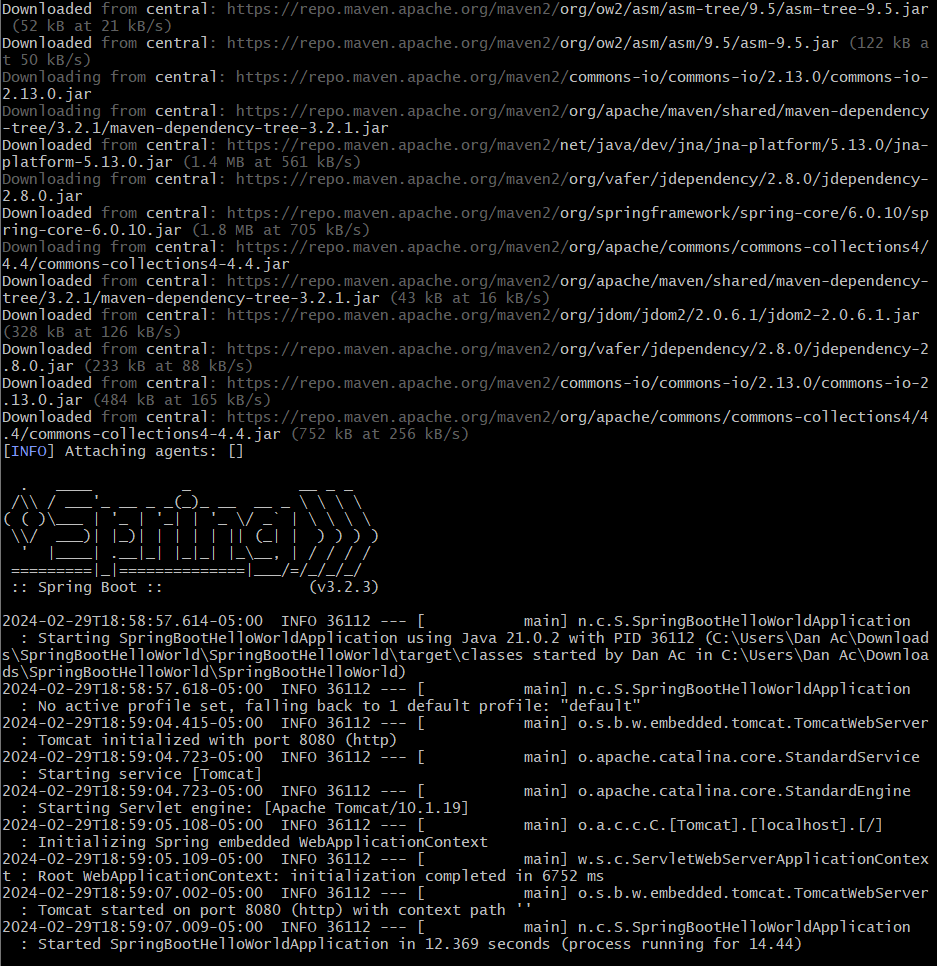 Downloaded from central: https://repo.maven.apache.org/maven2/org/ow2/asm/asm-tree/9.5/asm-tree-9.5.jar
 (52 kB at 21 kB/s)
Downloaded from central: https://repo.maven.apache.org/maven2/org/ow2/asm/asm/9.5/asm-9.5.jar (122 kB a
t 50 kB/s)
Downloading from central: https://repo.maven.apache.org/maven2/commons-io/commons-io/2.13.0/commons-io-
2.13.0.jar
Downloading from central: https://repo.maven.apache.org/maven2/org/apache/maven/shared/maven-dependency
-tree/3.2.1/maven-dependency-tree-3.2.1.jar
Downloaded from central: https://repo.maven.apache.org/maven2/net/java/dev/jna/jna-platform/5.13.0/jna-
platform-5.13.0.jar (1.4 MB at 561 kB/s)
Downloading from central: https://repo.maven.apache.org/maven2/org/vafer/jdependency/2.8.0/jdependency-
2.8.0.jar
Downloaded from central: https://repo.maven.apache.org/maven2/org/springframework/spring-core/6.0.10/sp
ring-core-6.0.10.jar (1.8 MB at 705 kB/s)
Downloading from central: https://repo.maven.apache.org/maven2/org/apache/commons/commons-collections4/
4.4/commons-collections4-4.4.jar
Downloaded from central: https://repo.maven.apache.org/maven2/org/apache/maven/shared/maven-dependency-
tree/3.2.1/maven-dependency-tree-3.2.1.jar (43 kB at 16 kB/s)
Downloaded from central: https://repo.maven.apache.org/maven2/org/jdom/jdom2/2.0.6.1/jdom2-2.0.6.1.jar
(328 kB at 126 kB/s)
Downloaded from central: https://repo.maven.apache.org/maven2/org/vafer/jdependency/2.8.0/jdependency-2
.8.0.jar (233 kB at 88 kB/s)
Downloaded from central: https://repo.maven.apache.org/maven2/commons-io/commons-io/2.13.0/commons-io-2
.13.0.jar (484 kB at 165 kB/s)
Downloaded from central: https://repo.maven.apache.org/maven2/org/apache/commons/commons-collections4/4
.4/commons-collections4-4.4.jar (752 kB at 256 kB/s)
[INFO] Attaching agents: []
  .   ____          _            __ _ _
 /\\ / ___'_ __ _ _(_)_ __  __ _ \ \ \ \
( ( )\___ | '_ | '_| | '_ \/ _` | \ \ \ \
 \\/  ___)| |_)| | | | | || (_| |  ) ) ) )
  '  |____| .__|_| |_|_| |_\__, | / / / /
 =========|_|==============|___/=/_/_/_/
 :: Spring Boot ::                (v3.2.3)
2024-02-29T18:58:57.614-05:00  INFO 36112 --- [           main] n.c.S.SpringBootHelloWorldApplication
  : Starting SpringBootHelloWorldApplication using Java 21.0.2 with PID 36112 (C:\Users\Dan Ac\Download
s\SpringBootHelloWorld\SpringBootHelloWorld\target\classes started by Dan Ac in C:\Users\Dan Ac\Downloa
ds\SpringBootHelloWorld\SpringBootHelloWorld)
2024-02-29T18:58:57.618-05:00  INFO 36112 --- [           main] n.c.S.SpringBootHelloWorldApplication
  : No active profile set, falling back to 1 default profile: "default"
2024-02-29T18:59:04.415-05:00  INFO 36112 --- [           main] o.s.b.w.embedded.tomcat.TomcatWebServer
  : Tomcat initialized with port 8080 (http)
2024-02-29T18:59:04.723-05:00  INFO 36112 --- [           main] o.apache.catalina.core.StandardService
  : Starting service [Tomcat]
2024-02-29T18:59:04.723-05:00  INFO 36112 --- [           main] o.apache.catalina.core.StandardEngine
  : Starting Servlet engine: [Apache Tomcat/10.1.19]
2024-02-29T18:59:05.108-05:00  INFO 36112 --- [           main] o.a.c.c.C.[Tomcat].[localhost].[/]
  : Initializing Spring embedded WebApplicationContext
2024-02-29T18:59:05.109-05:00  INFO 36112 --- [           main] w.s.c.ServletWebServerApplicationContex
t : Root WebApplicationContext: initialization completed in 6752 ms
2024-02-29T18:59:07.002-05:00  INFO 36112 --- [           main] o.s.b.w.embedded.tomcat.TomcatWebServer
  : Tomcat started on port 8080 (http) with context path ''
2024-02-29T18:59:07.009-05:00  INFO 36112 --- [           main] n.c.S.SpringBootHelloWorldApplication
  : Started SpringBootHelloWorldApplication in 12.369 seconds (process running for 14.44)